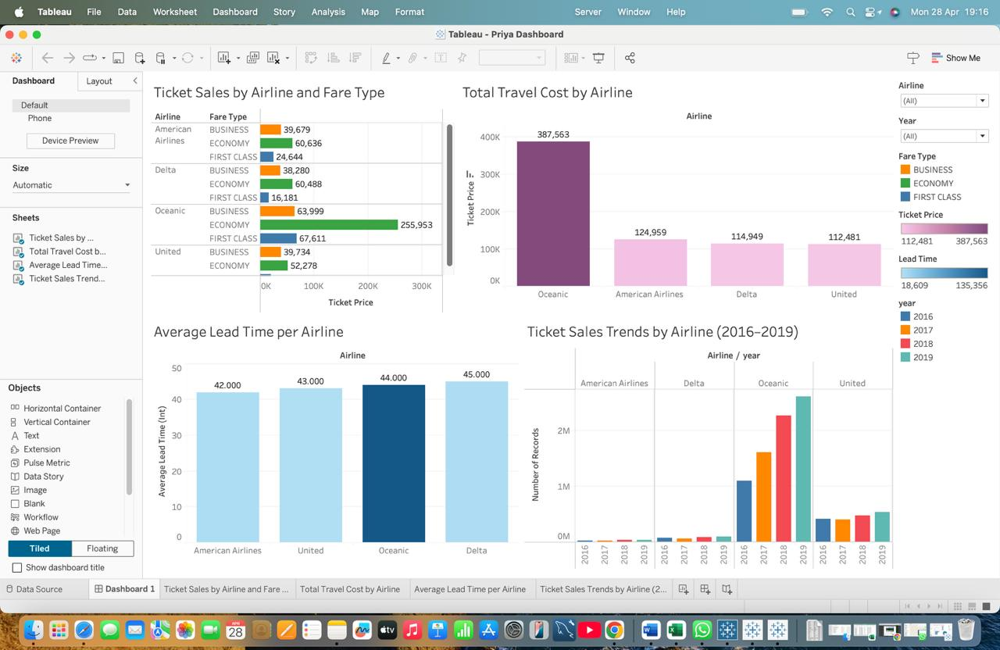 Tableau File Data Worksheet Dashboard Story Analysis Map Format Server Window Help Mon 28 Apr 19:16
Tableau - Priya Dashboard
Show Me
Dashboard Layout
Default
Phone
Device Preview
Size
Automatic
Sheets
Ticket Sales by ...
Total Travel Cost b...
Average Lead Time...
Ticket Sales Trend...
Objects
Horizontal Container
Vertical Container
Text
Extension
Pulse Metric
Data Story
Image
Blank
Workflow
Web Page
Tiled Floating
Show dashboard title
Ticket Sales by Airline and Fare Type
Airline Fare Type
American Airlines
BUSINESS 39,679
ECONOMY 60,636
FIRST CLASS 24,644
Delta BUSINESS 38,280
ECONOMY 60,488
FIRST CLASS 16,181
Oceanic BUSINESS 63,999
ECONOMY 255,953
FIRST CLASS 67,611
United BUSINESS 39,734
ECONOMY 52,278
0K 100K 200K 300K
Ticket Price
Total Travel Cost by Airline
Airline
Ticket Price
400K
300K
200K
100K
0K
387,563
124,959
114,949
112,481
Oceanic American Airlines Delta United
Average Lead Time per Airline
Airline
Average Lead Time (Int)
50
40
30
20
10
0
42.000 43.000 44.000 45.000
American Airlines United Oceanic Delta
Ticket Sales Trends by Airline (2016–2019)
Airline / year
American Airlines Delta Oceanic United
Number of Records
2M
1M
0M
2016 2017 2018 2019 2016 2017 2018 2019 2016 2017 2018 2019 2016 2017 2018 2019
Airline
(All)
Year
(All)
Fare Type
BUSINESS
ECONOMY
FIRST CLASS
Ticket Price
112,481 387,563
Lead Time
18,609 135,356
year
2016
2017
2018
2019
Data Source Dashboard 1 Ticket Sales by Airline and Fare ... Total Travel Cost by Airline Average Lead Time per Airline Ticket Sales Trends by Airline (2...
APR
28
tv